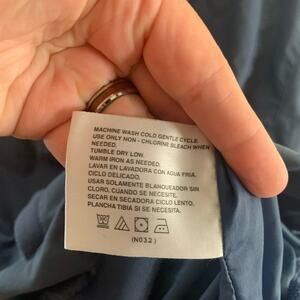 MACHINE WASH COLD GENTLE CYCLE.
USE ONLY NON - CHLORINE BLEACH WHEN
NEEDED.
TUMBLE DRY LOW.
WARM IRON AS NEEDED.
LAVAR EN LAVADORA CON AGUA FRIA.
CICLO DELICADO.
USAR SOLAMENTE BLANQUEADOR SIN
CLORO, CUANDO SE NECESITE.
SECAR EN SECADORA CICLO LENTO.
PLANCHA TIBIA SI SE NECESITA.
(N032)